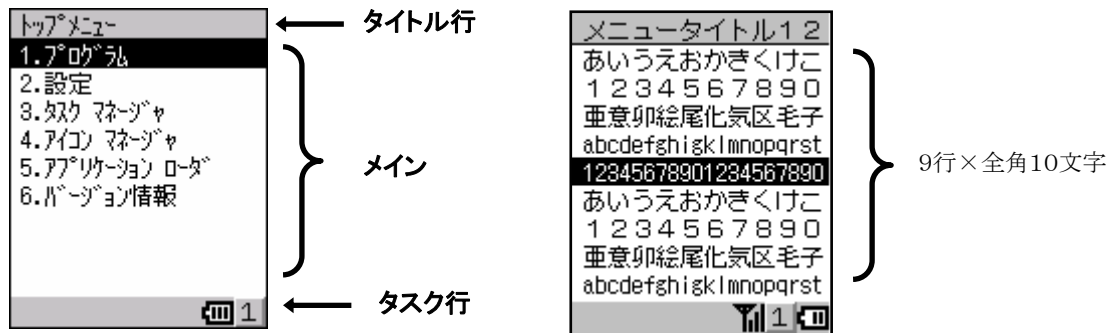 トップメニュー
1.プログラム
2.設定
3.タスク マネージャ
4.アイコン マネージャ
5.アプリケーション ローダ
6.バージョン情報
1
タイトル行
メイン
タスク行
メニュータイトル12
あいうえおかきくけこ
1234567890
亜意卯絵尾化気区毛子
abcdefghigklmnopqrst
12345678901234567890
あいうえおかきくけこ
1234567890
亜意卯絵尾化気区毛子
abcdefghigklmnopqrst
1
9行×全角10文字